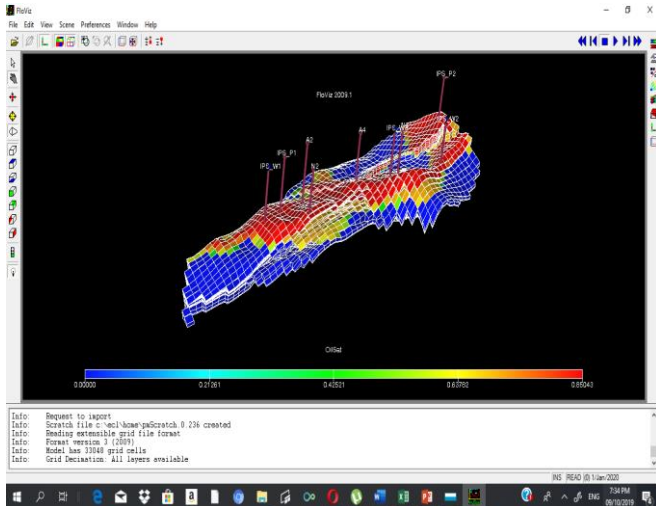 FloViz
File Edit View Scene Preferences Window Help
FloViz 2009.1
IPS_P2
A2
A4
IPS_P1
IPS_W1
N2
OilSat
0.00000 0.21261 0.42521 0.63782 0.85043
Info: Request to import
Info: Scratch file c:\ecl\home\pmScratch.0.236 created
Info: Reading extensible grid file format
Info: Format version 3 (2009)
Info: Model has 33048 grid cells
Info: Grid Decimation: All layers available
INS READ (0) 1/Jan/2020
ENG
7:34 PM
09/10/2019